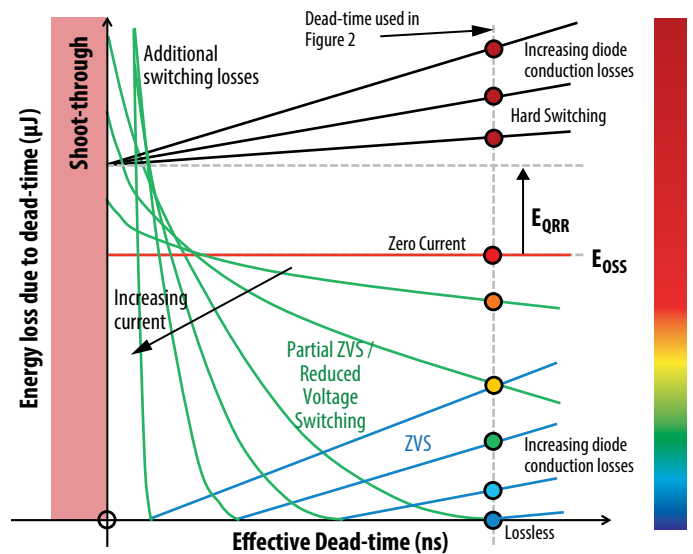 Dead-time used in
Figure 2
Additional
switching losses
Increasing diode
conduction losses
Hard Switching
Shoot-through
Energy loss due to dead-time (µJ)
EQRR
Zero Current
EOSS
Increasing
current
Partial ZVS /
Reduced
Voltage
Switching
ZVS
Increasing diode
conduction losses
Lossless
Effective Dead-time (ns)